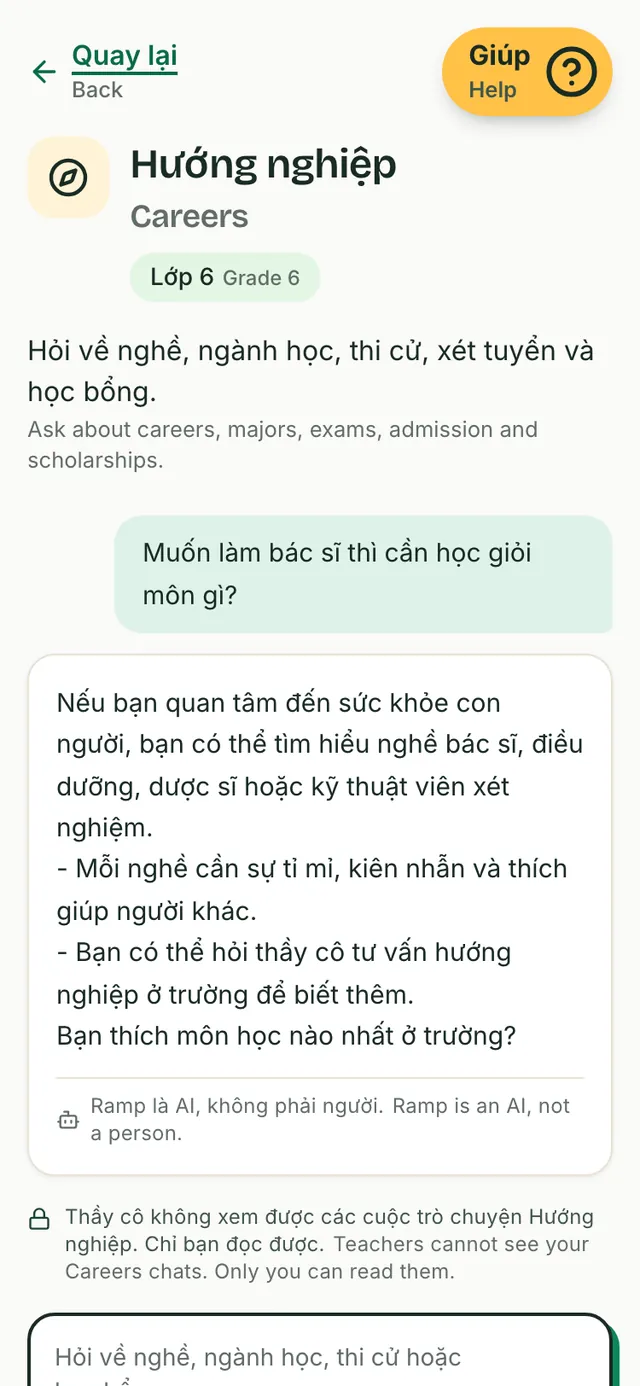 Quay lại
Back
Giúp
Help
Hướng nghiệp
Careers
Lớp 6 Grade 6
Hỏi về nghề, ngành học, thi cử, xét tuyển và
học bổng.
Ask about careers, majors, exams, admission and
scholarships.
Muốn làm bác sĩ thì cần học giỏi
môn gì?
Nếu bạn quan tâm đến sức khỏe con
người, bạn có thể tìm hiểu nghề bác sĩ, điều
dưỡng, dược sĩ hoặc kỹ thuật viên xét
nghiệm.
- Mỗi nghề cần sự tỉ mỉ, kiên nhẫn và thích
giúp người khác.
- Bạn có thể hỏi thầy cô tư vấn hướng
nghiệp ở trường để biết thêm.
Bạn thích môn học nào nhất ở trường?
Ramp là AI, không phải người. Ramp is an AI, not
a person.
Thầy cô không xem được các cuộc trò chuyện Hướng
nghiệp. Chỉ bạn đọc được. Teachers cannot see your
Careers chats. Only you can read them.
Hỏi về nghề, ngành học, thi cử hoặc